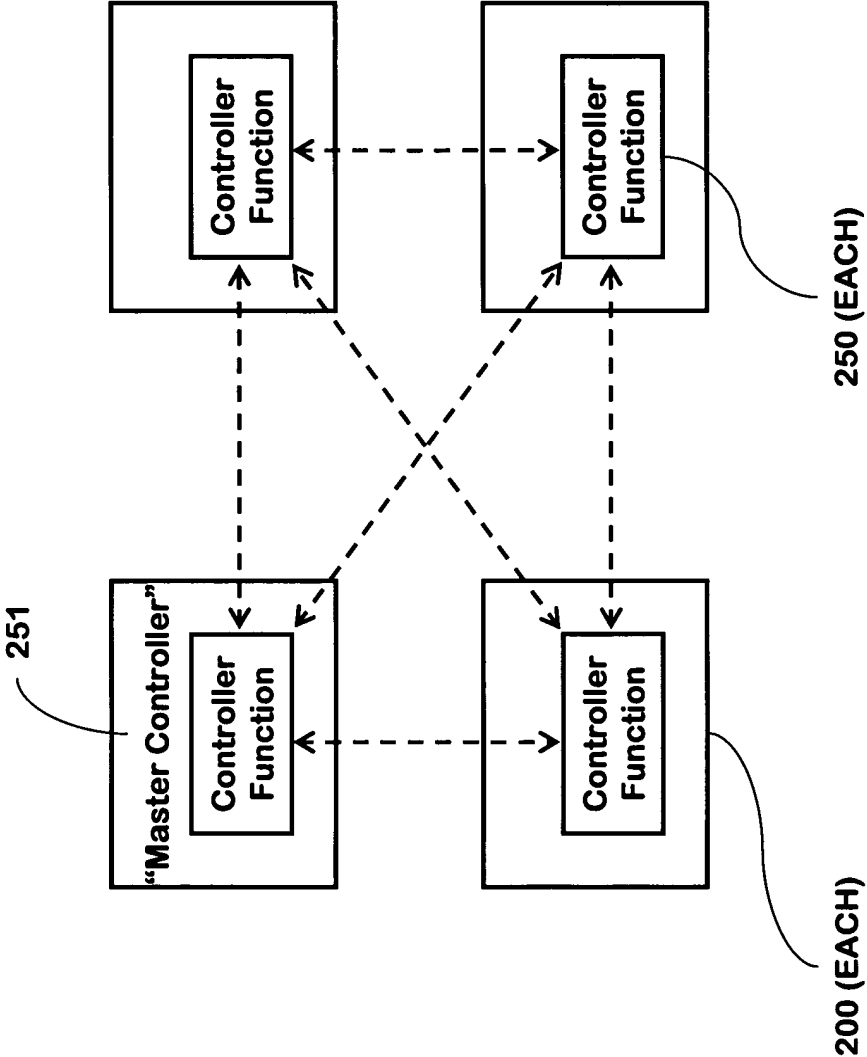 251
“Master Controller”
Controller
Function
Controller
Function
Controller
Function
Controller
Function
200 (EACH)
250 (EACH)